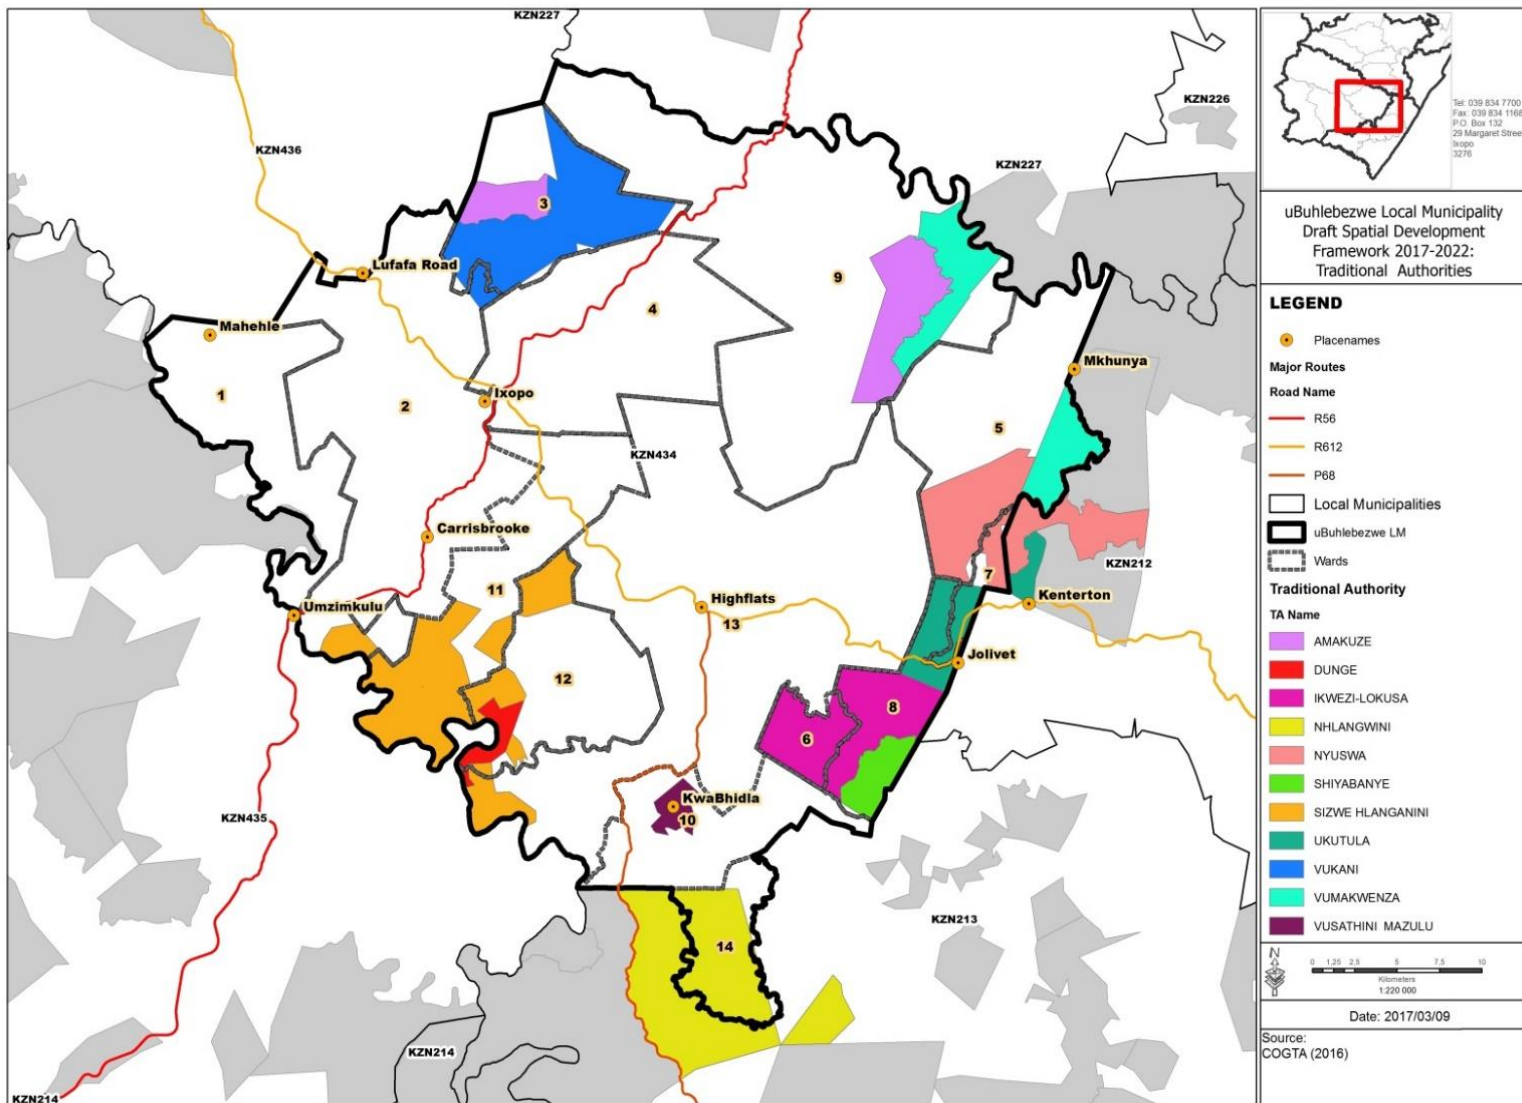 KZN227
KZN226
KZN436
KZN227
3
Lufafa Road
9
4
Mahehle
Mkhunya
1
2
Ixopo
5
KZN434
Carrisbrooke
KZN212
7
11
Umzimkulu
Highflats
Kenterton
13
Jolivet
12
8
6
KwaBhidla
10
KZN435
KZN213
14
KZN214
KZN214
Tel: 039 834 7700
Fax: 039 834 1168
P.O. Box 132
29 Margaret Stree
Ixopo
3276
uBuhlebezwe Local Municipality
Draft Spatial Development
Framework 2017-2022:
Traditional Authorities
LEGEND
Placenames
Major Routes
Road Name
R56
R612
P68
Local Municipalities
uBuhlebezwe LM
Wards
Traditional Authority
TA Name
AMAKUZE
DUNGE
IKWEZI-LOKUSA
NHLANGWINI
NYUSWA
SHIYABANYE
SIZWE HLANGANINI
UKUTULA
VUKANI
VUMAKWENZA
VUSATHINI MAZULU
N
0 1,25 2,5 5 7,5 10
Kilometers
1:220 000
Date: 2017/03/09
Source:
COGTA (2016)